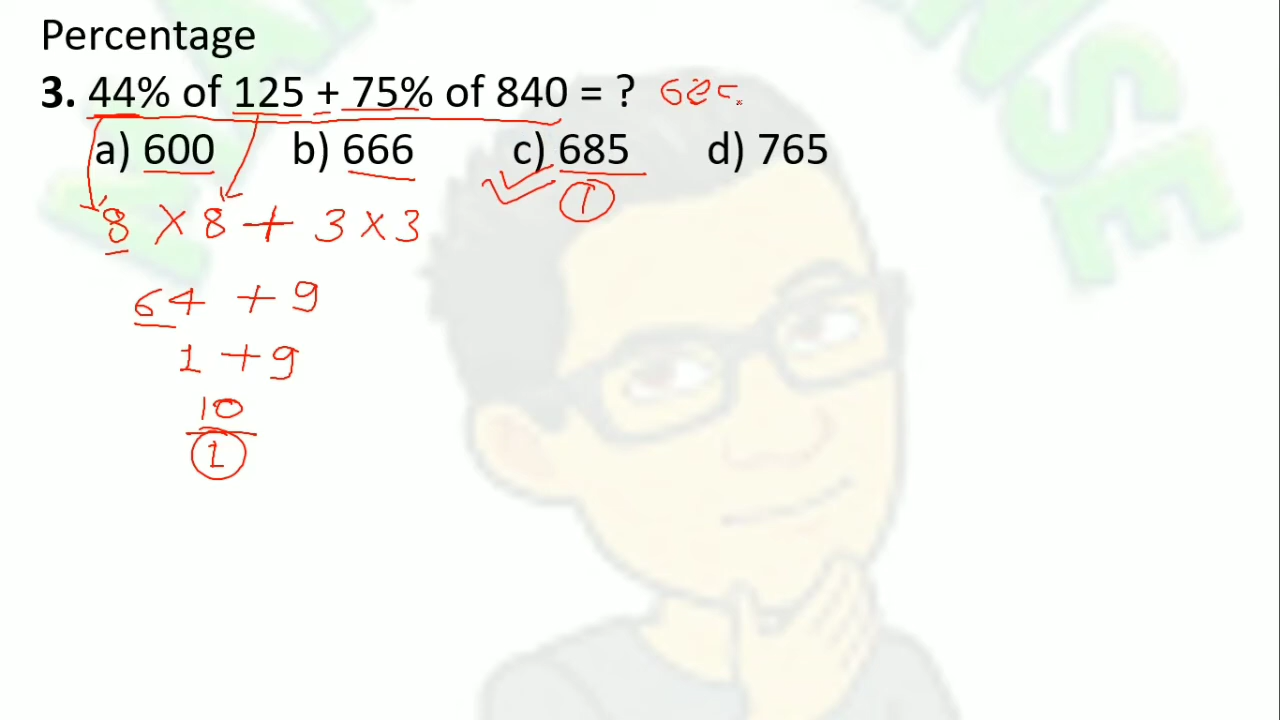 Percentage
3. 44% of 125 + 75% of 840 = ? 685.
a) 600 b) 666 c) 685 d) 765
1
8 × 8 + 3 × 3
64 + 9
1 + 9
10
1